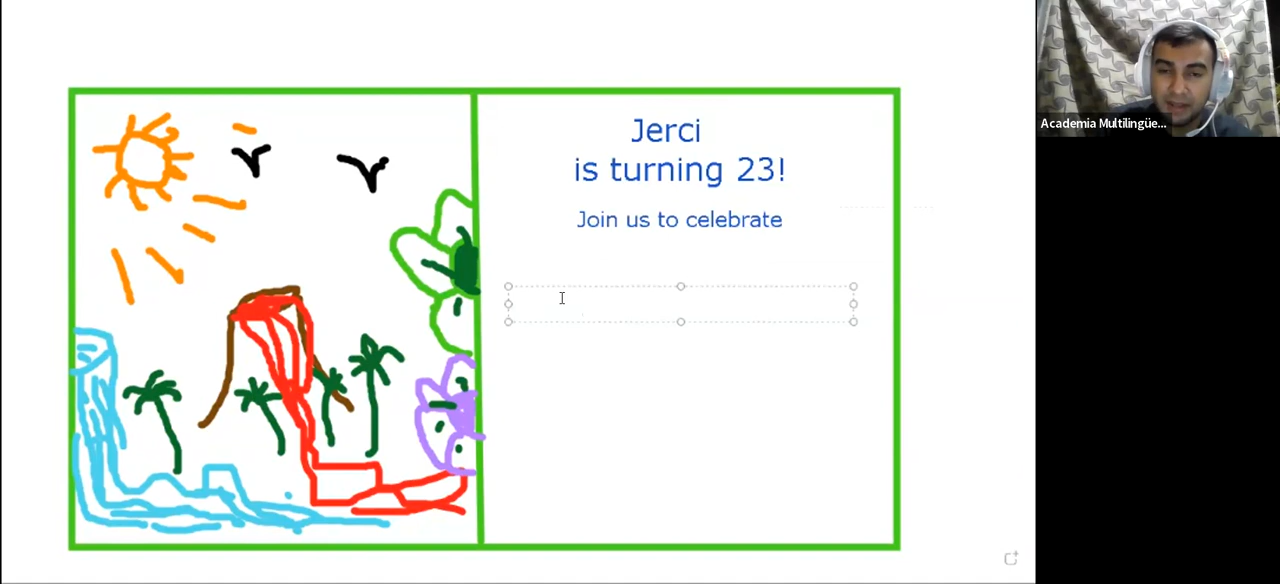 Jerci
is turning 23!
Join us to celebrate
Academia Multilingüe...